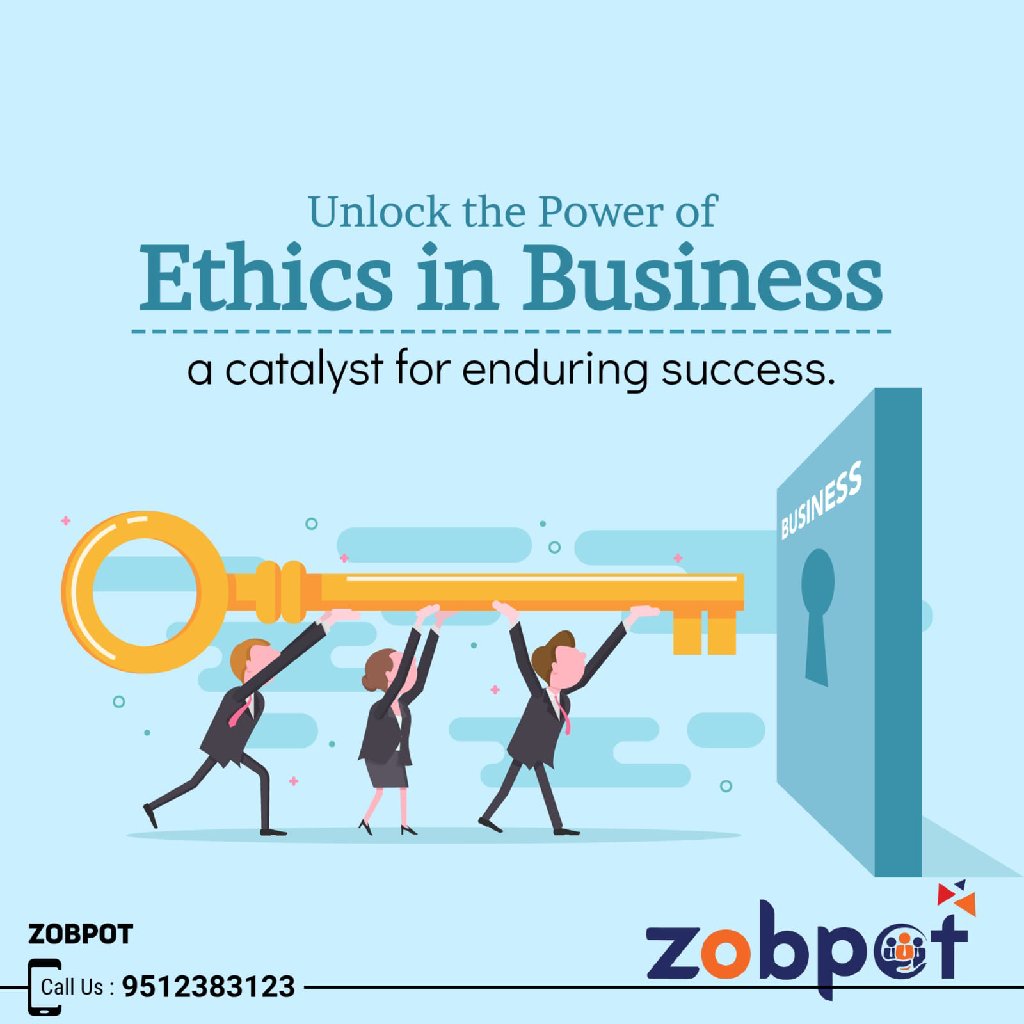 Unlock the Power of
Ethics in Business
a catalyst for enduring success.
BUSINESS
ZOBPOT
Call Us : 9512383123
zobpot